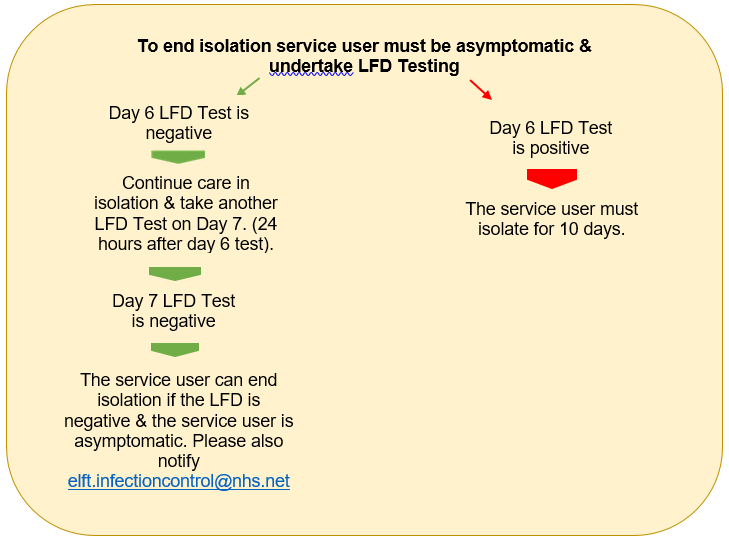 To end isolation service user must be asymptomatic &
undertake LFD Testing
Day 6 LFD Test is
negative
Continue care in
isolation & take another
LFD Test on Day 7. (24
hours after day 6 test).
Day 7 LFD Test
is negative
The service user can end
isolation if the LFD is
negative & the service user is
asymptomatic. Please also
notify
elft.infectioncontrol@nhs.net
Day 6 LFD Test
is positive
The service user must
isolate for 10 days.